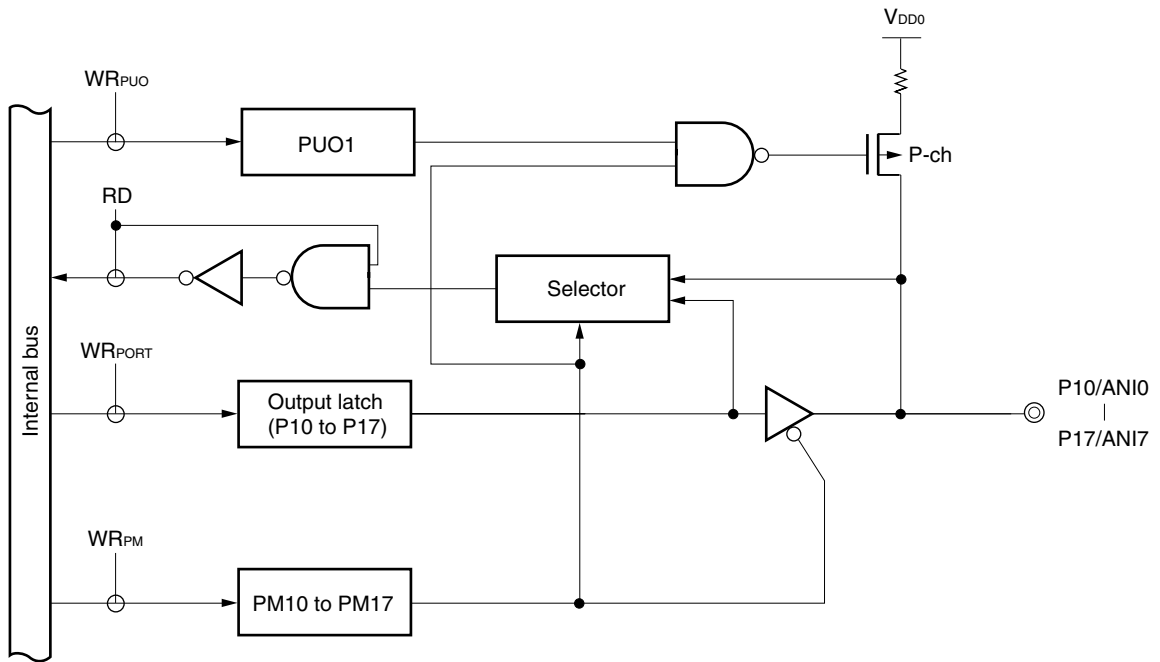 VDD0
WRPUO
PUO1
P-ch
RD
Selector
Internal bus
WRPORT
Output latch
(P10 to P17)
P10/ANI0
P17/ANI7
WRPM
PM10 to PM17